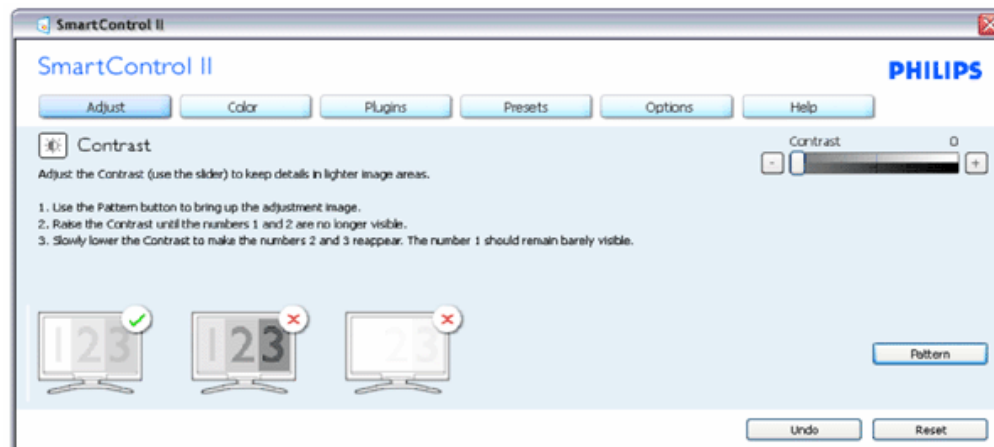 SmartControl II
SmartControl II
PHILIPS
Adjust Color Plugins Presets Options Help
Contrast
Contrast 0
- +
Adjust the Contrast (use the slider) to keep details in lighter image areas.
1. Use the Pattern button to bring up the adjustment image.
2. Raise the Contrast until the numbers 1 and 2 are no longer visible.
3. Slowly lower the Contrast to make the numbers 2 and 3 reappear. The number 1 should remain barely visible.
123 123 23
Pattern
Undo Reset